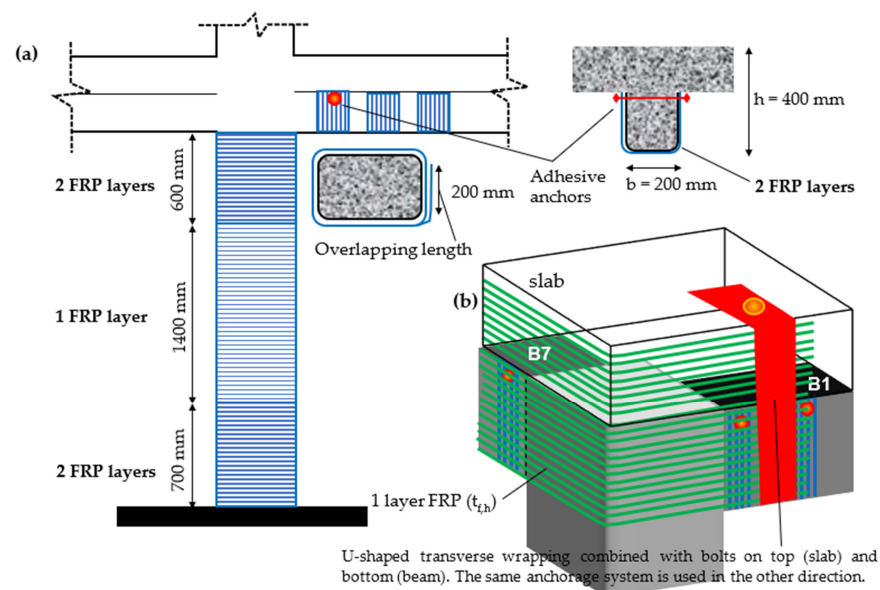 (a)
2 FRP layers
600 mm
1 FRP layer
1400 mm
2 FRP layers
700 mm
200 mm
Overlapping length
Adhesive
anchors
h = 400 mm
b = 200 mm
2 FRP layers
(b)
slab
B7
B1
1 layer FRP (tf,h)
U-shaped transverse wrapping combined with bolts on top (slab) and
bottom (beam). The same anchorage system is used in the other direction.